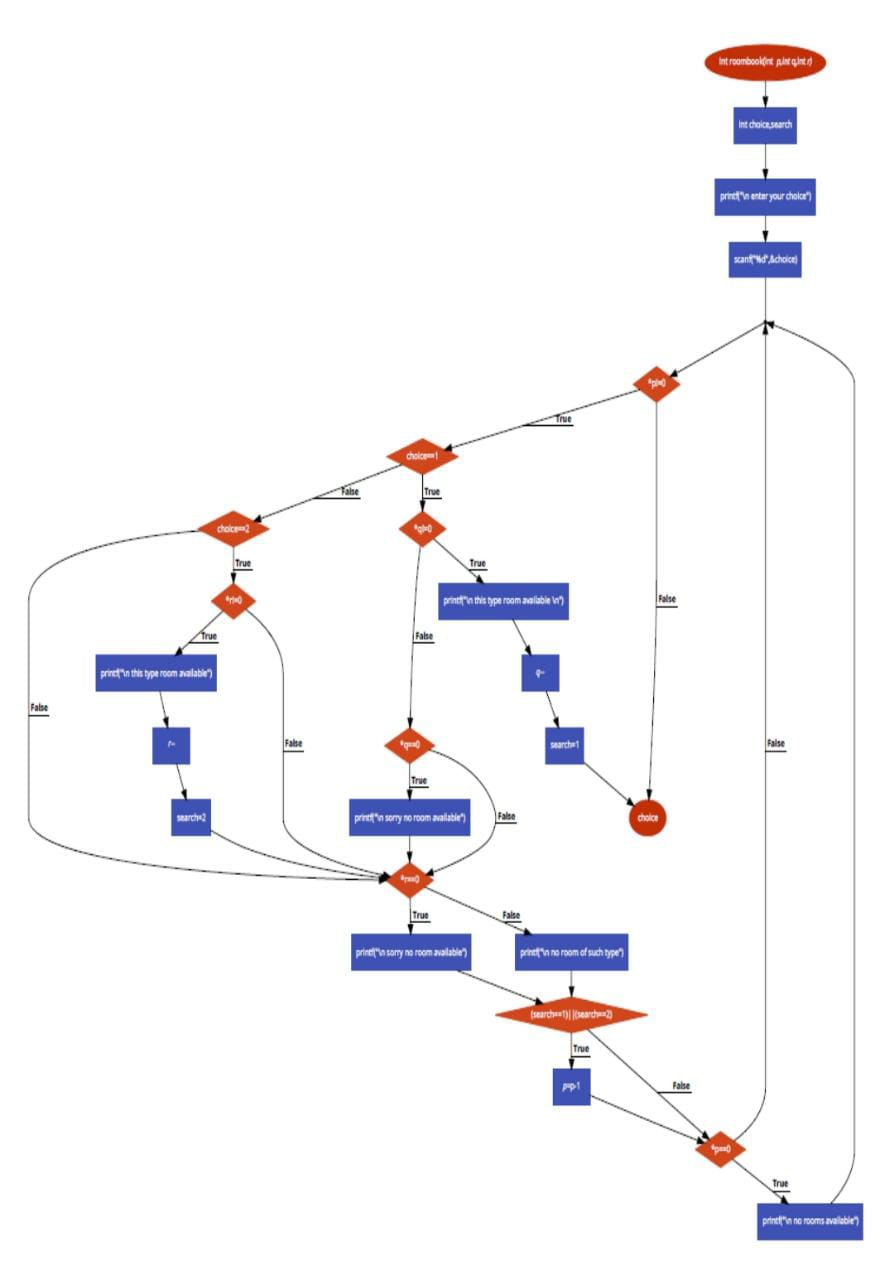 int roombook(int p,int q,int r)
int choice,search
printf("\n enter your choice")
scanf("%d",&choice)
*p!=0
True
choice==1
False
True
choice==2
*q!=0
True
True
*r!=0
printf("\n this type room available \n")
False
True
False
printf("\n this type room available")
q--
False
r--
False
*q==0
search=1
False
True
search=2
printf("\n sorry no room available")
False
choice
*r==0
True
False
printf("\n sorry no room available")
printf("\n no room of such type")
(search==1)||(search==2)
True
p=p-1
False
*p==0
True
printf("\n no rooms available")